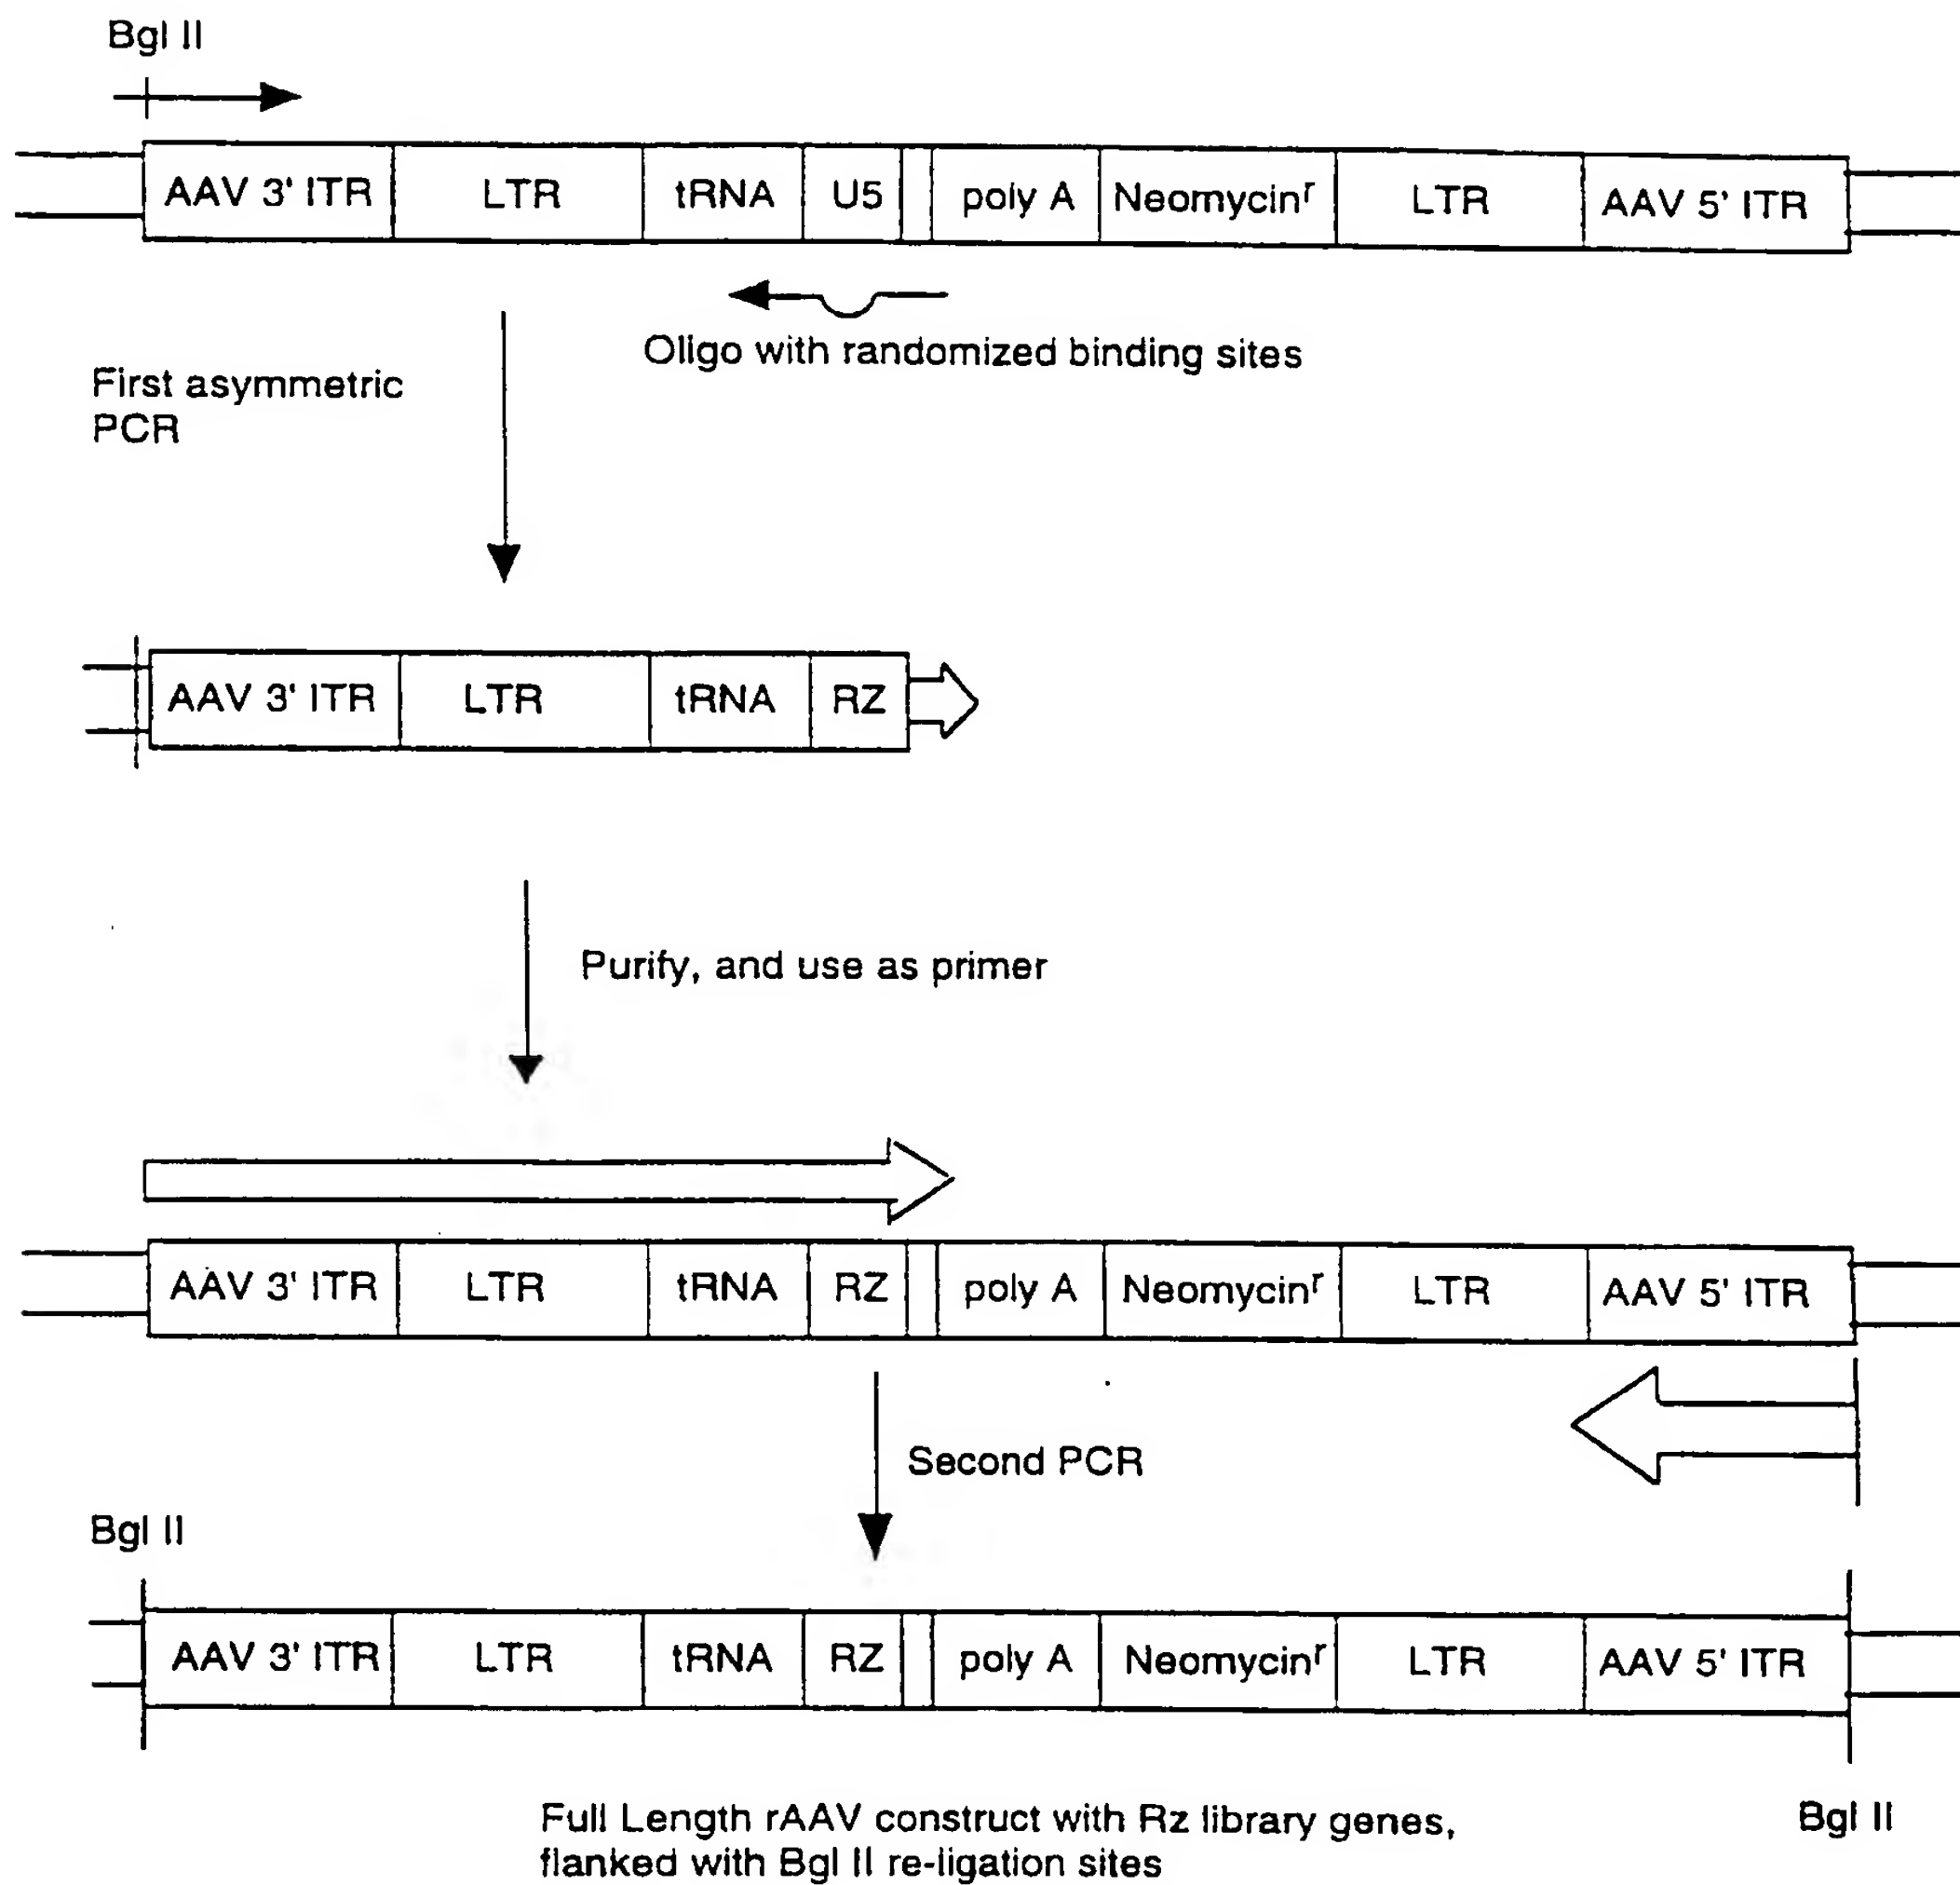 Bgl II
AAV 3' ITR LTR tRNA U5 poly A Neomycinʳ LTR AAV 5' ITR
Oligo with randomized binding sites
First asymmetric
PCR
AAV 3' ITR LTR tRNA RZ
Purify, and use as primer
AAV 3' ITR LTR tRNA RZ poly A Neomycinʳ LTR AAV 5' ITR
Second PCR
Bgl II
AAV 3' ITR LTR tRNA RZ poly A Neomycinʳ LTR AAV 5' ITR
Full Length rAAV construct with Rz library genes,
flanked with Bgl II re-ligation sites
Bgl II